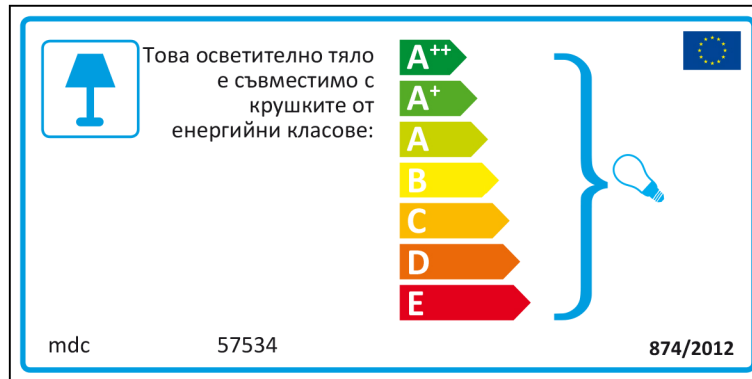 Това осветително тяло
е съвместимо с
крушките от
енергийни класове:
A++
A+
A
B
C
D
E
mdc 57534 874/2012